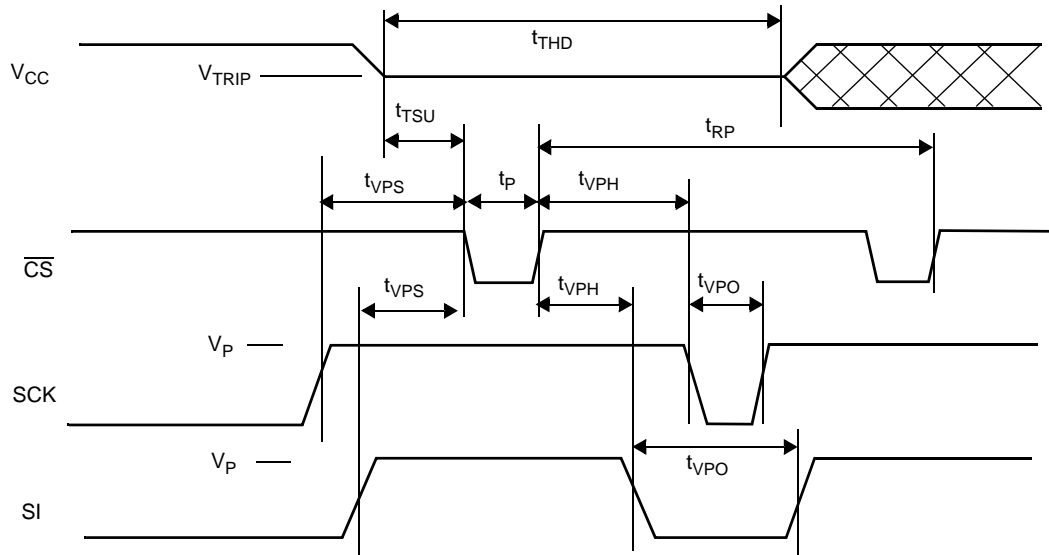 t_THD
V_CC
V_TRIP
t_TSU
t_RP
t_VPS
t_P
t_VPH
CS
t_VPS
t_VPH
t_VPO
V_P
SCK
V_P
t_VPO
SI